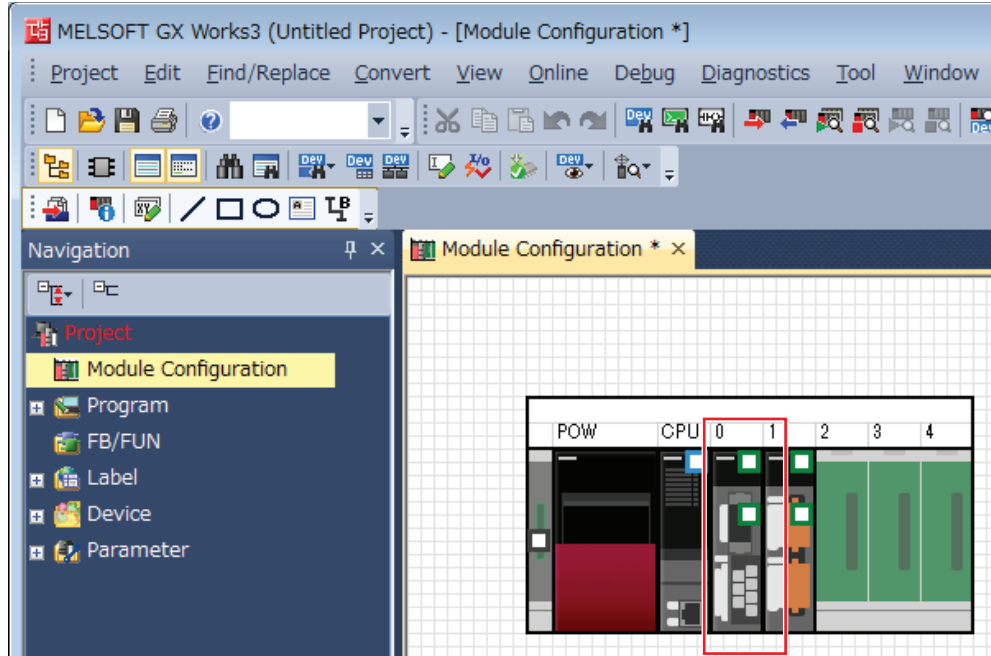 MELSOFT GX Works3 (Untitled Project) - [Module Configuration *]
Project Edit Find/Replace Convert View Online Debug Diagnostics Tool Window
Navigation
Module Configuration *
Project
Module Configuration
Program
FB/FUN
Label
Device
Parameter
POW CPU 0 1 2 3 4